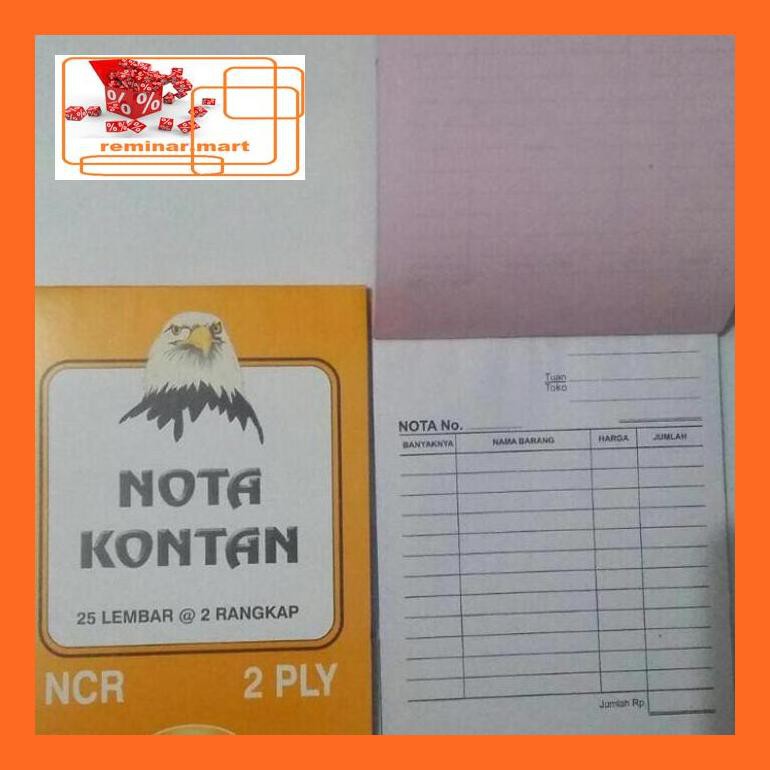 reminar.mart
NOTA
KONTAN
25 LEMBAR @ 2 RANGKAP
NCR 2 PLY
Tuan
Toko
NOTA No.
BANYAKNYA NAMA BARANG HARGA JUMLAH
Jumlah Rp